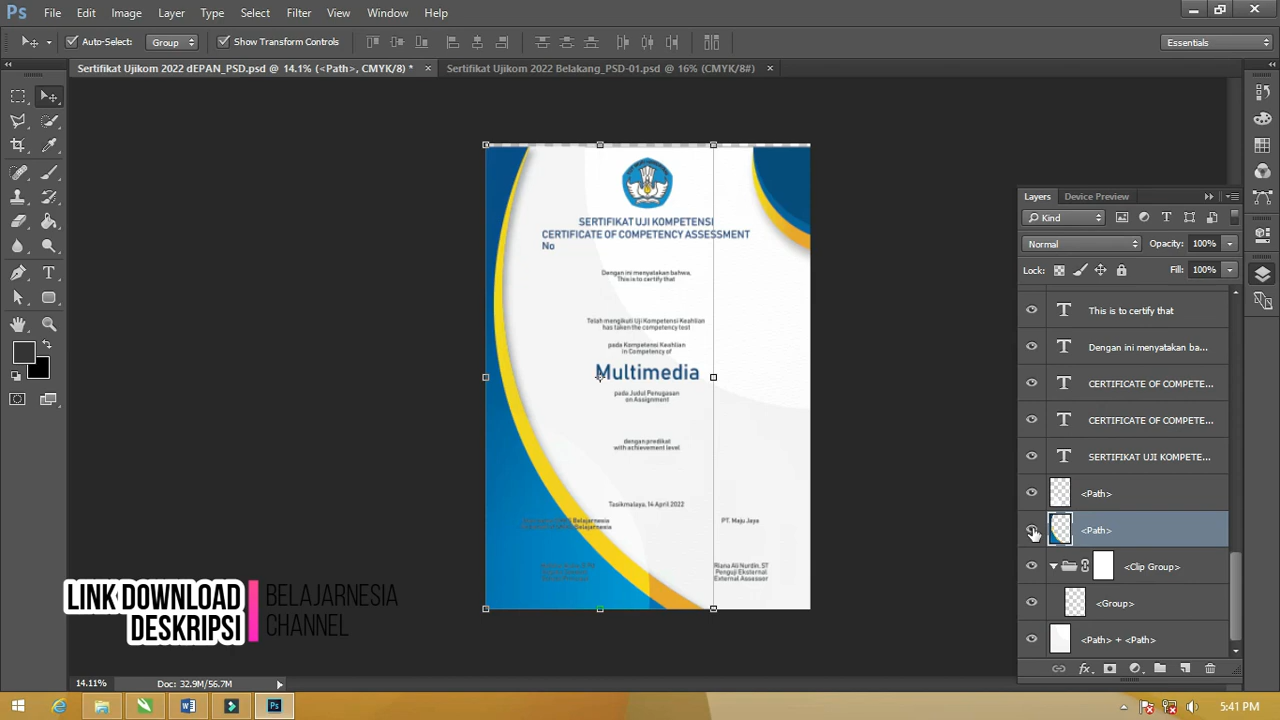 Ps File Edit Image Layer Type Select Filter View Window Help
Auto-Select: Group Show Transform Controls Essentials
Sertifikat Ujikom 2022 dEPAN_PSD.psd @ 14.1% (<Path>, CMYK/8) * × Sertifikat Ujikom 2022 Belakang_PSD-01.psd @ 16% (CMYK/8#) ×
SERTIFIKAT UJI KOMPETENSI
CERTIFICATE OF COMPETENCY ASSESSMENT
No
Dengan ini menyatakan bahwa,
This is to certify that
Telah mengikuti Uji Kompetensi Keahlian
has taken the competency test
pada Kompetensi Keahlian
in Competency of
Multimedia
pada Judul Penugasan
on Assignment
dengan predikat
with achievement level
Tasikmalaya, 14 April 2022
Belajarnesia
Belajarnesia
PT. Maju Jaya
Riana Ali Nurdin, ST
Penguji Eksternal
External Assessor
Layers Device Preview
Kind
Normal Opacity: 100%
Lock: Fill: 100%
T is to certify that
T Dengan ini menyatakan ba...
T CERTIFICATE OF COMPETE...
T CERTIFICATE OF COMPETE...
T SERTIFIKAT UJI KOMPETE...
<Path>
<Clip Group>
<Group>
<Path> + <Path>
LINK DOWNLOAD
DESKRIPSI
BELAJARNESIA
CHANNEL
14.11% Doc: 32.9M/56.7M
5:41 PM